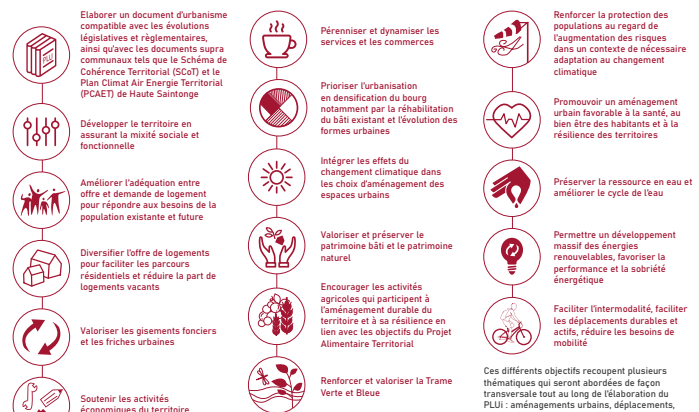 Elaborer un document d'urbanisme
compatible avec les évolutions
législatives et règlementaires,
ainsi qu'avec les documents supra
communaux tels que le Schéma de
Cohérence Territorial (SCoT) et le
Plan Climat Air Energie Territorial
(PCAET) de Haute Saintonge
PLU
Développer le territoire en
assurant la mixité sociale et
fonctionnelle
Améliorer l'adéquation entre
offre et demande de logement
pour répondre aux besoins de la
population existante et future
Diversifier l'offre de logements
pour faciliter les parcours
résidentiels et réduire la part de
logements vacants
Valoriser les gisements fonciers
et les friches urbaines
Soutenir les activités
économiques du territoire
Pérenniser et dynamiser les
services et les commerces
Prioriser l'urbanisation
en densification du bourg
notamment par la réhabilitation
du bâti existant et l'évolution des
formes urbaines
Intégrer les effets du
changement climatique dans
les choix d'aménagement des
espaces urbains
Valoriser et préserver le
patrimoine bâti et le patrimoine
naturel
Encourager les activités
agricoles qui participent à
l'aménagement durable du
territoire et à sa résilience en
lien avec les objectifs du Projet
Alimentaire Territorial
Renforcer et valoriser la Trame
Verte et Bleue
Renforcer la protection des
populations au regard de
l'augmentation des risques
dans un contexte de nécessaire
adaptation au changement
climatique
Promouvoir un aménagement
urbain favorable à la santé, au
bien être des habitants et à la
résilience des territoires
Préserver la ressource en eau et
améliorer le cycle de l'eau
Permettre un développement
massif des énergies
renouvelables, favoriser la
performance et la sobriété
énergétique
Faciliter l'intermodalité, faciliter
les déplacements durables et
actifs, réduire les besoins de
mobilité
Ces différents objectifs recoupent plusieurs
thématiques qui seront abordées de façon
transversale tout au long de l'élaboration du
PLUi : aménagements urbains, déplacements,